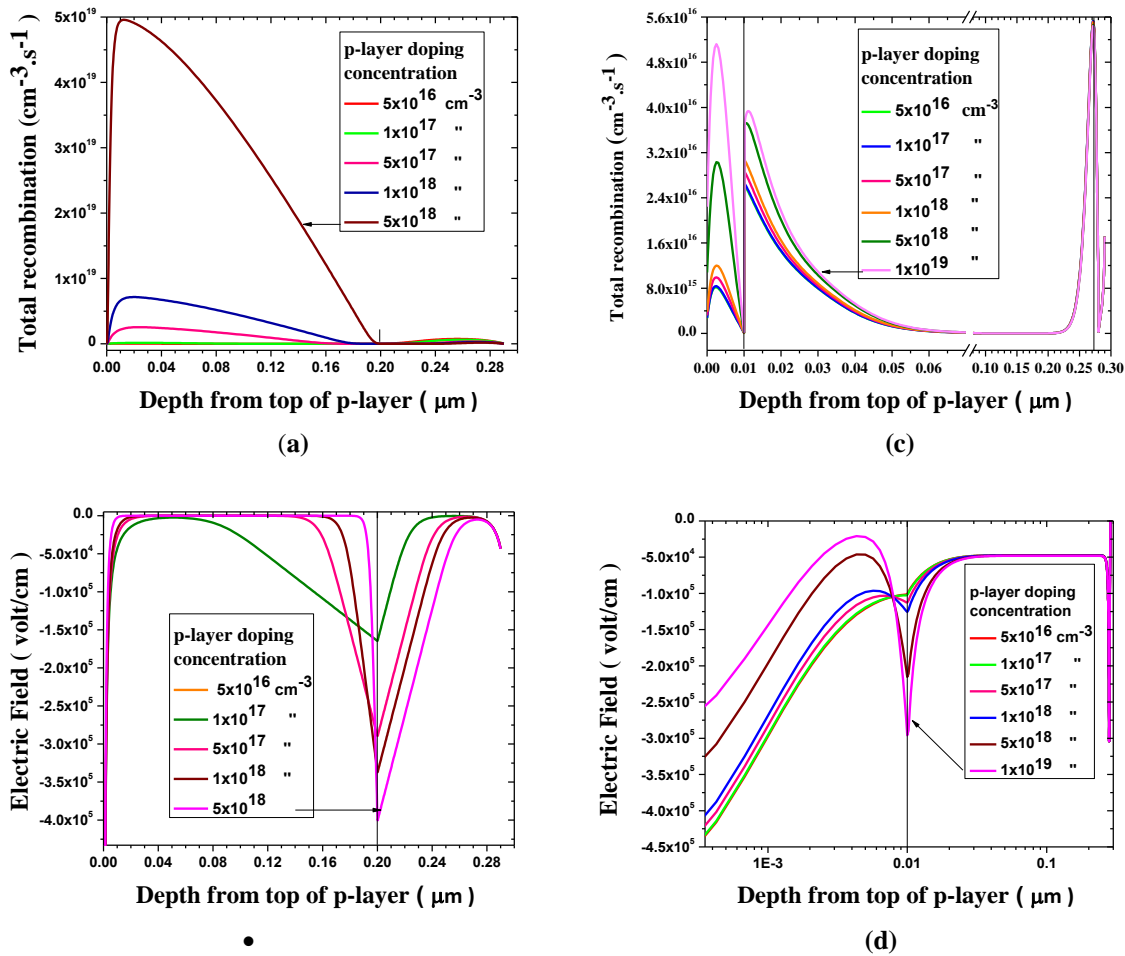 5x10^19
4x10^19
3x10^19
2x10^19
1x10^19
0
Total recombination (cm^-3.s^-1)
p-layer doping
concentration
5x10^16 cm^-3
1x10^17 "
5x10^17 "
1x10^18 "
5x10^18 "
0.00 0.04 0.08 0.12 0.16 0.20 0.24 0.28
Depth from top of p-layer ( μm )
(a)
5.6x10^16
4.8x10^16
4.0x10^16
3.2x10^16
2.4x10^16
1.6x10^16
8.0x10^15
0.0
Total recombination (cm^-3.s^-1)
p-layer doping
concentration
5x10^16 cm^-3
1x10^17 "
5x10^17 "
1x10^18 "
5x10^18 "
1x10^19 "
0.00 0.01 0.02 0.03 0.04 0.05 0.06 0.10 0.15 0.20 0.25 0.30
Depth from top of p-layer ( μm )
(c)
0.0
-5.0x10^4
-1.0x10^5
-1.5x10^5
-2.0x10^5
-2.5x10^5
-3.0x10^5
-3.5x10^5
-4.0x10^5
Electric Field ( volt/cm )
p-layer doping
concentration
5x10^16 cm^-3
1x10^17 "
5x10^17 "
1x10^18 "
5x10^18
0.00 0.04 0.08 0.12 0.16 0.20 0.24 0.28
Depth from top of p-layer ( μm )
•
0.0
-5.0x10^4
-1.0x10^5
-1.5x10^5
-2.0x10^5
-2.5x10^5
-3.0x10^5
-3.5x10^5
-4.0x10^5
-4.5x10^5
Electric Field ( volt/cm )
p-layer doping
concentration
5x10^16 cm^-3
1x10^17 "
5x10^17 "
1x10^18 "
5x10^18 "
1x10^19 "
1E-3 0.01 0.1
Depth from top of p-layer ( μm )
(d)